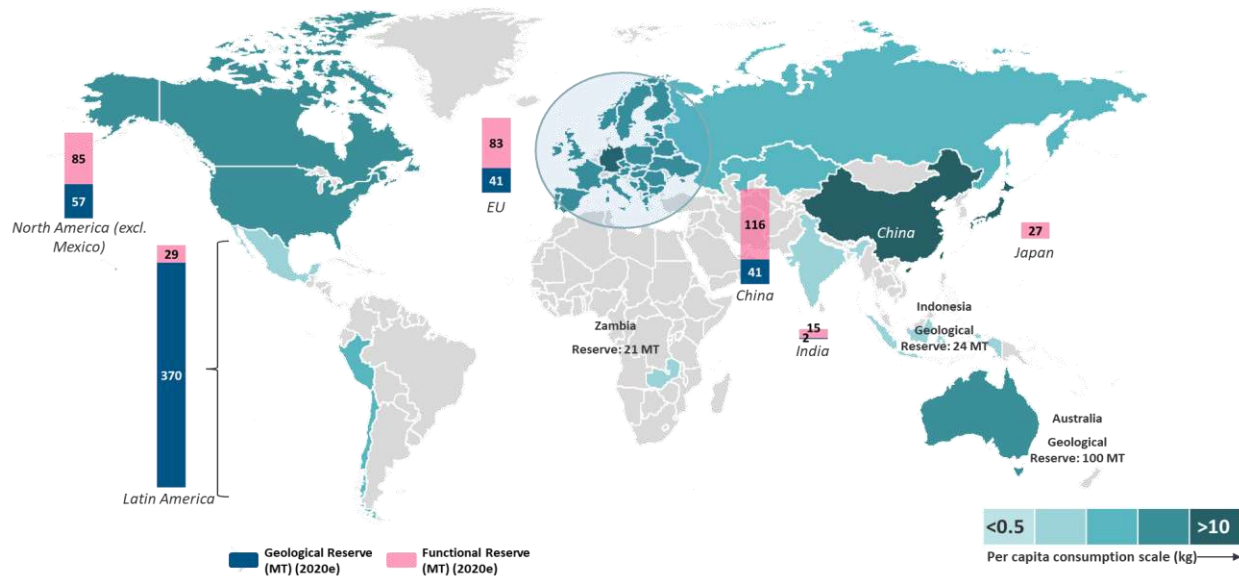 85
57
North America (excl.
Mexico)
29
370
Latin America
83
41
EU
116
41
China
China
27
Japan
15
2
India
Zambia
Reserve: 21 MT
Indonesia
Geological
Reserve: 24 MT
Australia
Geological
Reserve: 100 MT
<0.5
>10
Per capita consumption scale (kg)
Geological Reserve
(MT) (2020e)
Functional Reserve
(MT) (2020e)